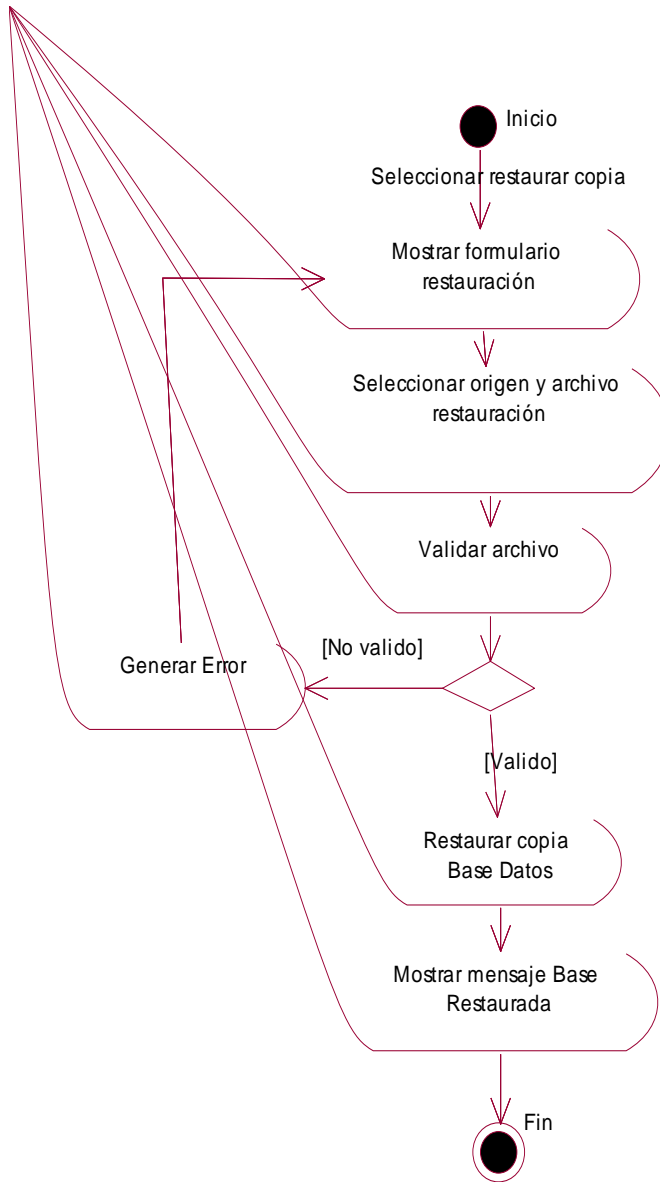 Inicio
Seleccionar restaurar copia
Mostrar formulario
restauración
Seleccionar origen y archivo
restauración
Validar archivo
[No valido]
Generar Error
[Valido]
Restaurar copia
Base Datos
Mostrar mensaje Base
Restaurada
Fin